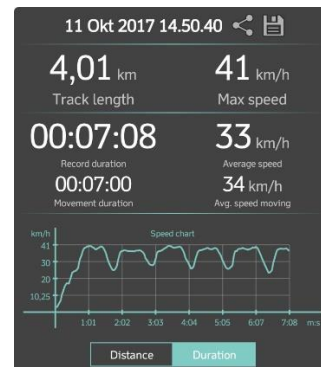 11 Okt 2017 14.50.40
4,01 km 41 km/h
Track length Max speed
00:07:08 33 km/h
Record duration Average speed
00:07:00 34 km/h
Movement duration Avg. speed moving
km/h Speed chart
41
30
20
10,25
1:01 2:02 3:03 4:04 5:05 6:07 7:08 m:s
Distance Duration